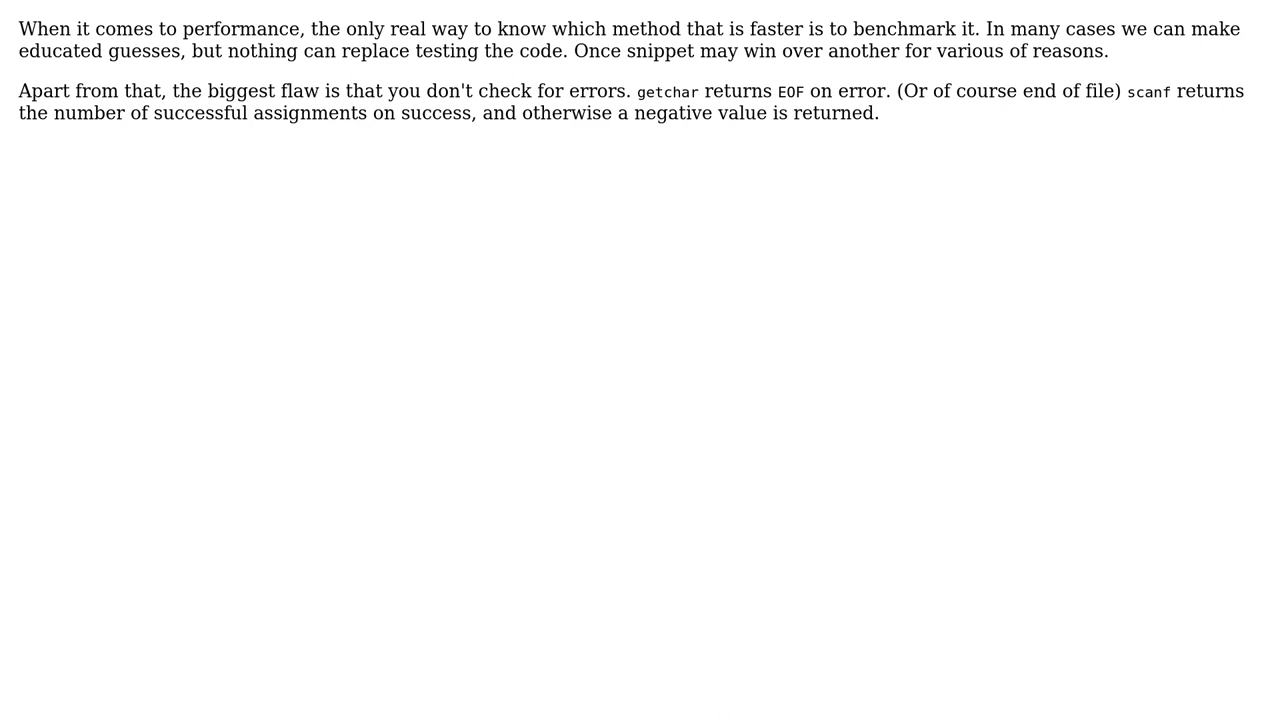 When it comes to performance, the only real way to know which method that is faster is to benchmark it. In many cases we can make
educated guesses, but nothing can replace testing the code. Once snippet may win over another for various of reasons.
Apart from that, the biggest flaw is that you don't check for errors. getchar returns EOF on error. (Or of course end of file) scanf returns
the number of successful assignments on success, and otherwise a negative value is returned.